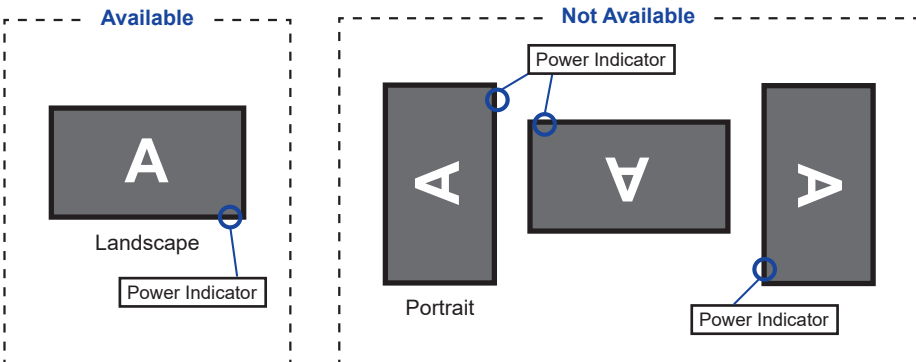 Available
A
Landscape
Power Indicator
Not Available
Power Indicator
A
Portrait
A
A
Power Indicator